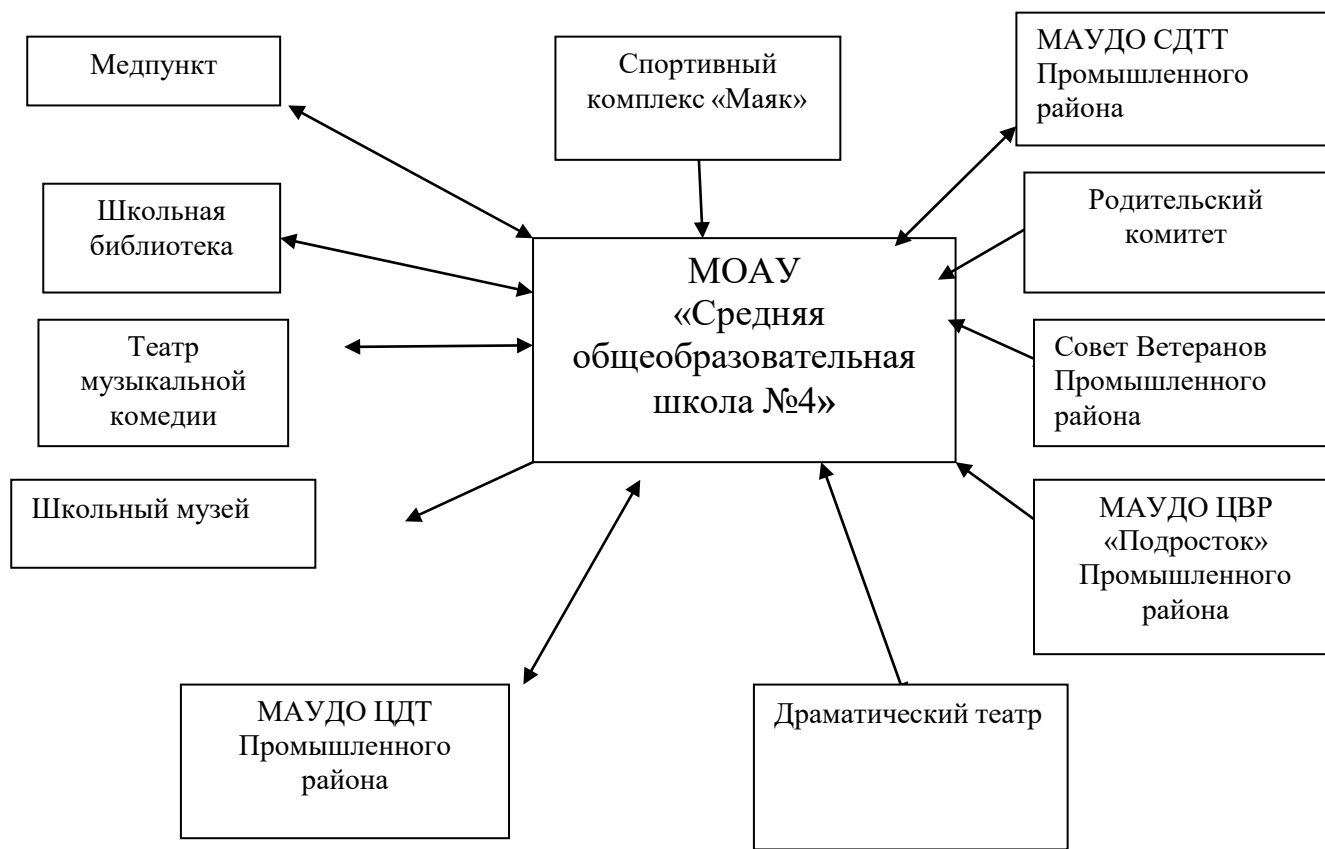 Медпункт
Спортивный
комплекс «Маяк»
МАУДО СДТТ
Промышленного
района
Школьная
библиотека
Родительский
комитет
МОАУ
«Средняя
общеобразовательная
школа №4»
Театр
музыкальной
комедии
Совет Ветеранов
Промышленного
района
Школьный музей
МАУДО ЦВР
«Подросток»
Промышленного
района
МАУДО ЦДТ
Промышленного
района
Драматический театр